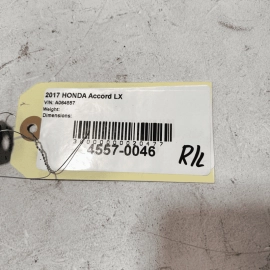 2017 HONDA Accord LX
VIN: A064557
Weight:
Dimensions:
4557-0046
R/L